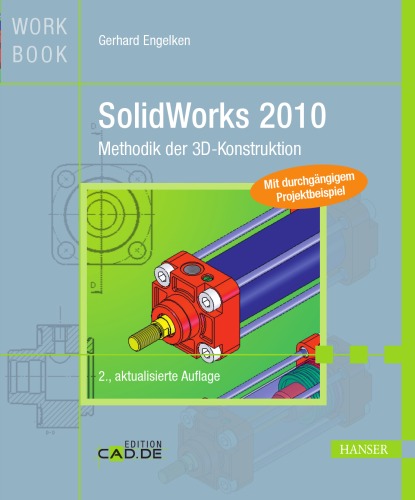 WORK
BOOK
Gerhard Engelken
SolidWorks 2010
Methodik der 3D-Konstruktion
Mit durchgängigem
Projektbeispiel
D
D
2., aktualisierte Auflage
EDITION
CAD.DE
HANSER